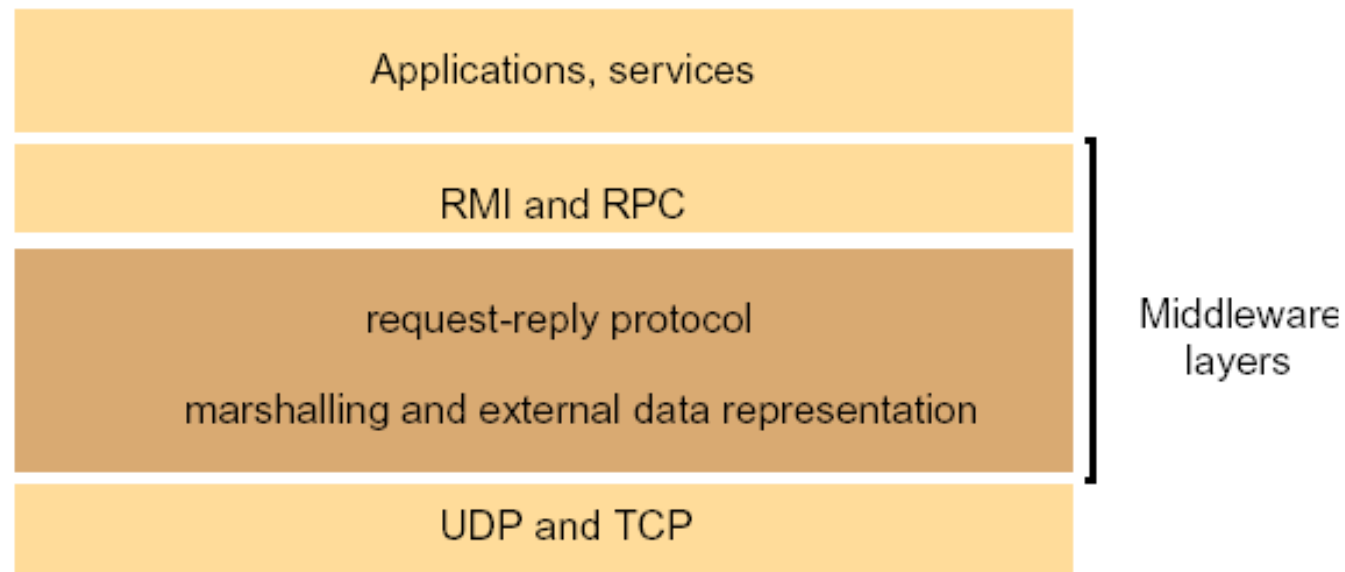 Applications, services
RMI and RPC
request-reply protocol
Middleware
layers
marshalling and external data representation
UDP and TCP